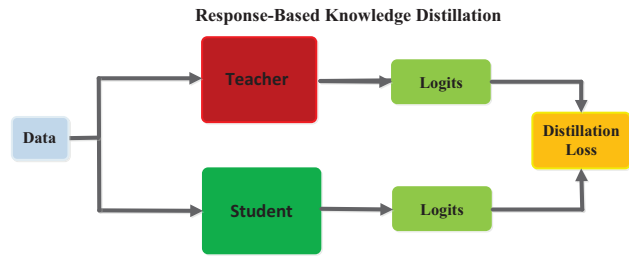 Response-Based Knowledge Distillation
Teacher
Logits
Data
Distillation
Loss
Student
Logits